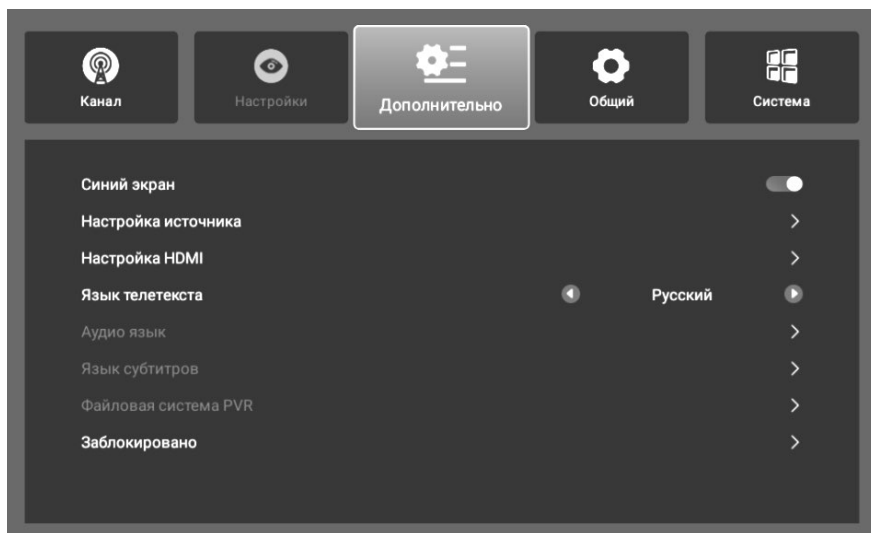 Канал
Настройки
Дополнительно
Общий
Система
Синий экран
Настройка источника
Настройка HDMI
Язык телетекста Русский
Аудио язык
Язык субтитров
Файловая система PVR
Заблокировано